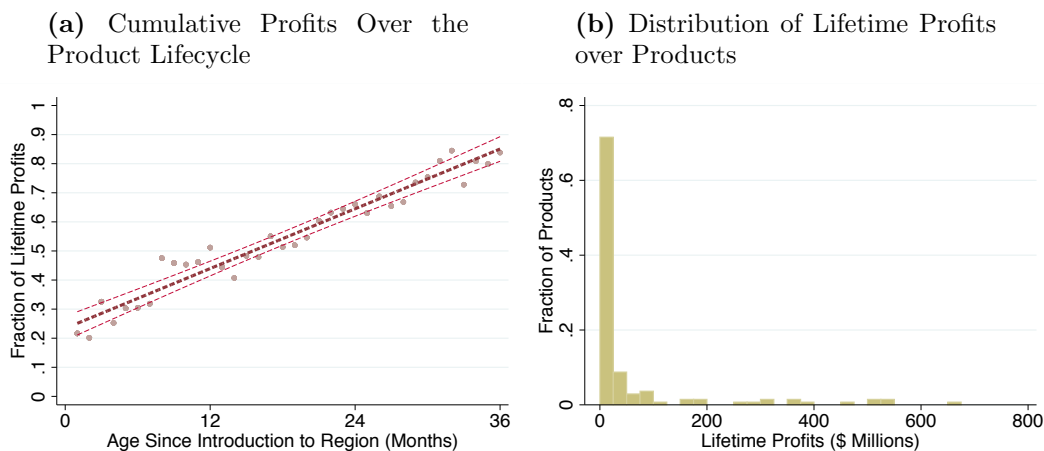 (a) Cumulative Profits Over the
Product Lifecycle
Fraction of Lifetime Profits
1
.9
.8
.7
.6
.5
.4
.3
.2
.1
0
0 12 24 36
Age Since Introduction to Region (Months)
(b) Distribution of Lifetime Profits
over Products
Fraction of Products
.8
.6
.4
.2
0
0 200 400 600 800
Lifetime Profits ($ Millions)